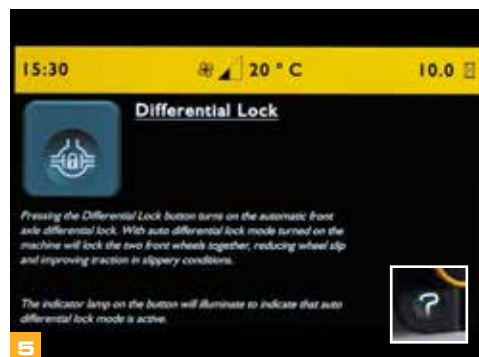 15:30 20 ° C 10.0
Differential Lock
Pressing the Differential Lock button turns on the automatic front
axle differential lock. With auto differential lock mode turned on the
machine will lock the two front wheels together, reducing wheel slip
and improving traction in slippery conditions.
The indicator lamp on the button will illuminate to indicate that auto
differential lock mode is active.
?
5